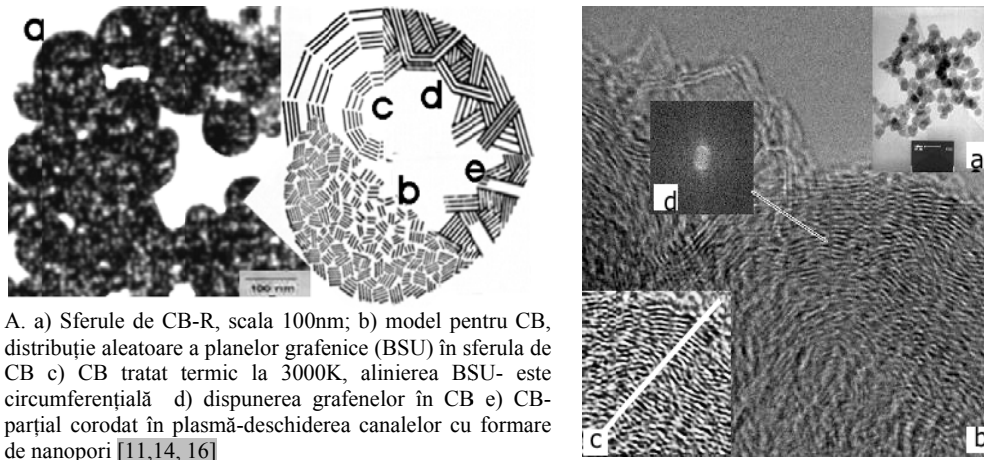 a
c
d
e
b
100 nm
A. a) Sferule de CB-R, scala 100nm; b) model pentru CB,
distribuție aleatoare a planelor grafenice (BSU) în sferula de
CB c) CB tratat termic la 3000K, alinierea BSU- este
circumferențială d) dispunerea grafenelor în CB e) CB-
parțial corodat în plasmă-deschiderea canalelor cu formare
de nanopori [11,14, 16]
a
d
c
b